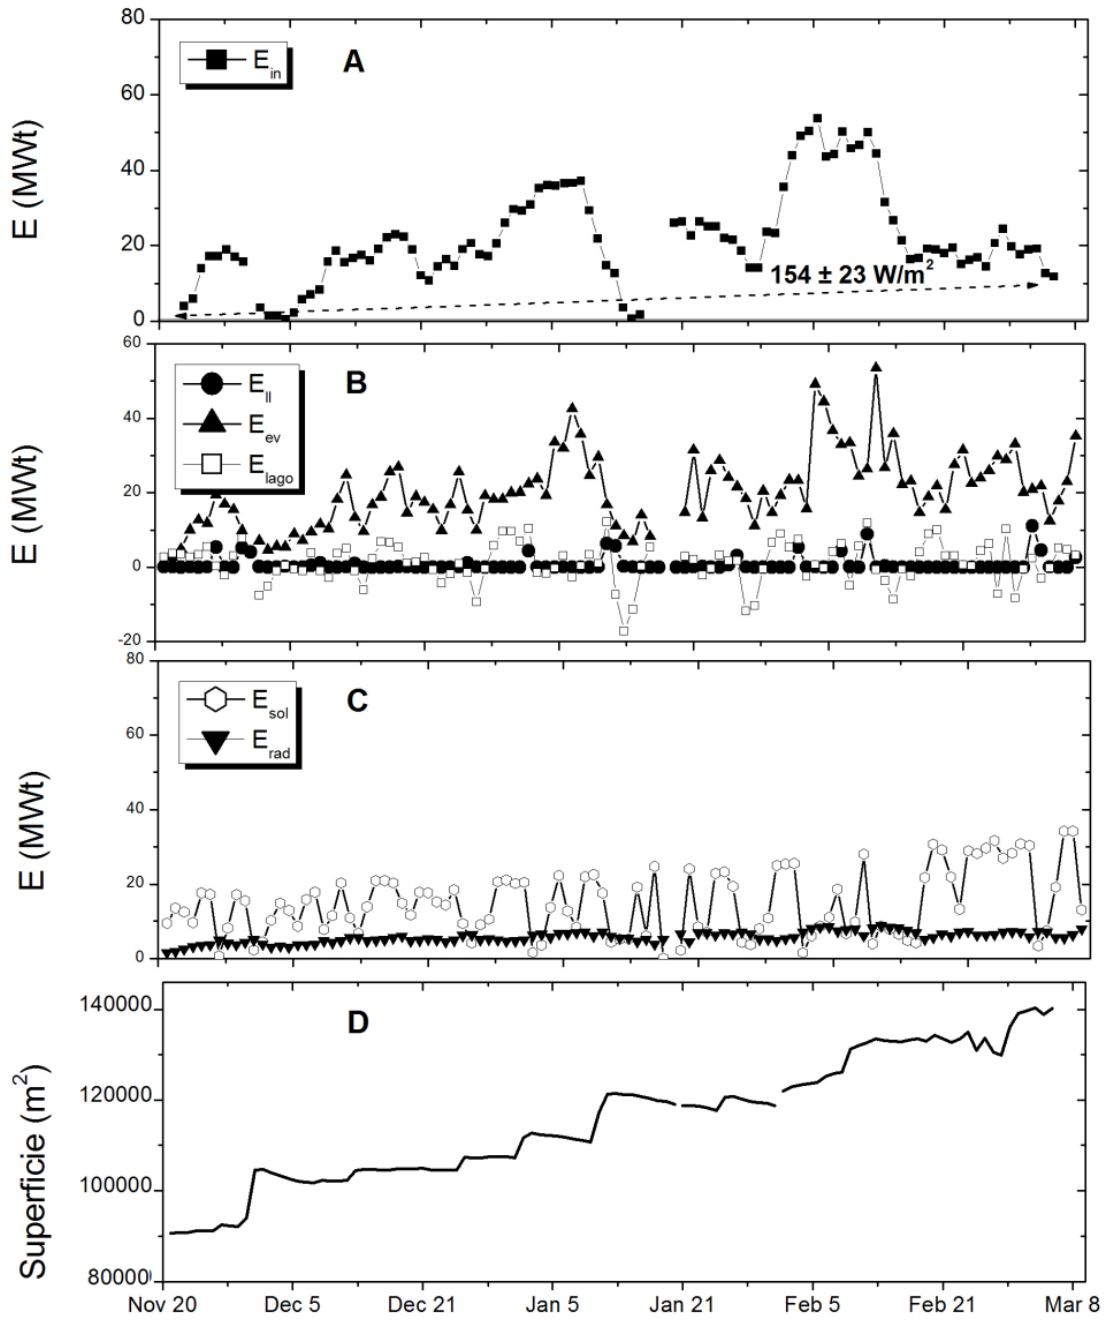 80
60
40
20
0
E (MWt)
E_in
A
154 ± 23 W/m²
60
40
20
0
-20
E (MWt)
E_ll
E_ev
E_lago
B
80
60
40
20
0
E (MWt)
E_sol
E_rad
C
140000
120000
100000
80000
Superficie (m²)
D
Nov 20 Dec 5 Dec 21 Jan 5 Jan 21 Feb 5 Feb 21 Mar 8